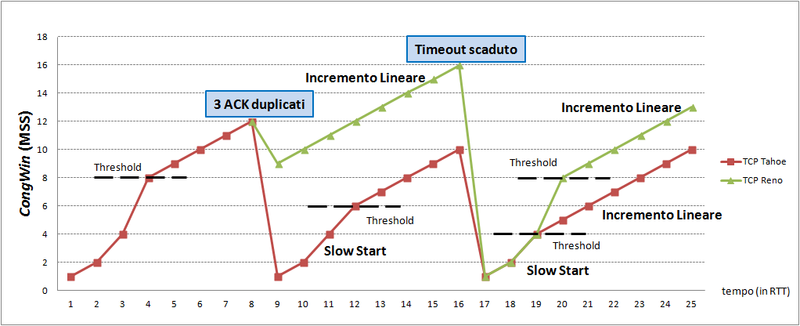 18
16
14
12
10
8
6
4
2
0
CongWin (MSS)
Timeout scaduto
3 ACK duplicati
Incremento Lineare
Incremento Lineare
Threshold
Threshold
TCP Tahoe
TCP Reno
Threshold
Incremento Lineare
Threshold
Slow Start
Slow Start
1 2 3 4 5 6 7 8 9 10 11 12 13 14 15 16 17 18 19 20 21 22 23 24 25
tempo (in RTT)